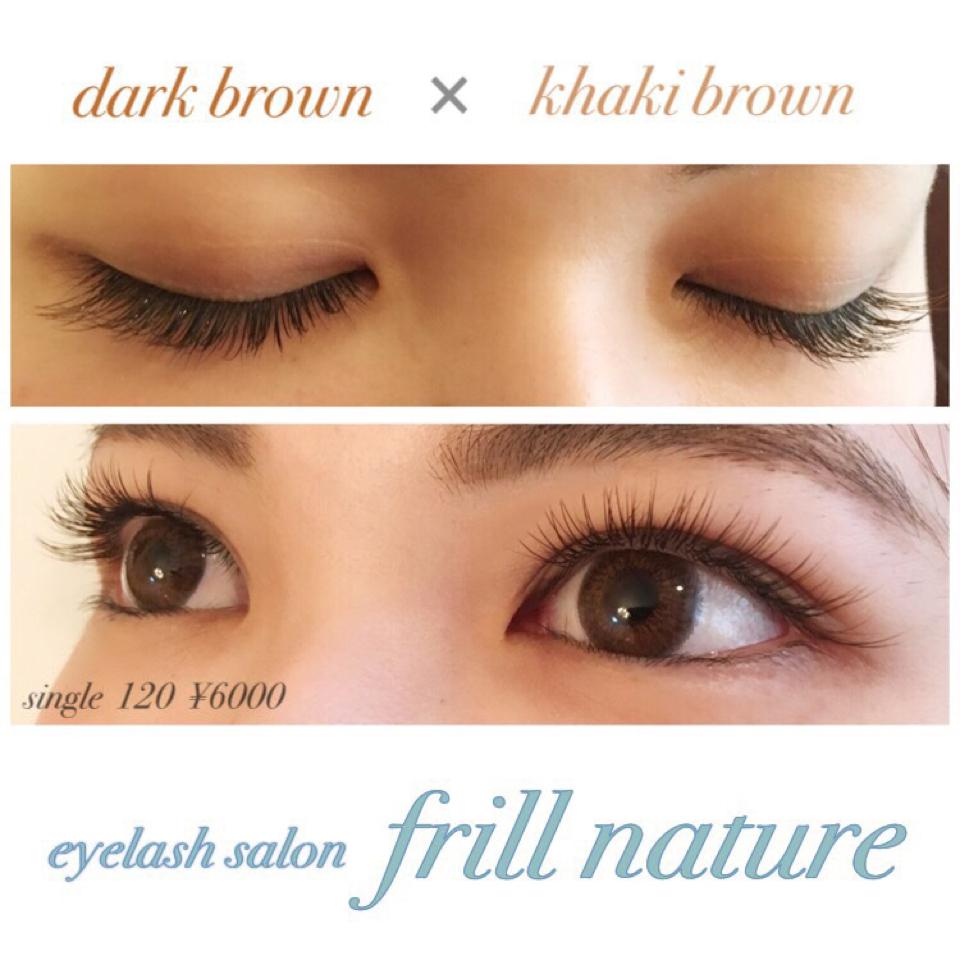 dark brown × khaki brown
single 120 ¥6000
eyelash salon frill nature